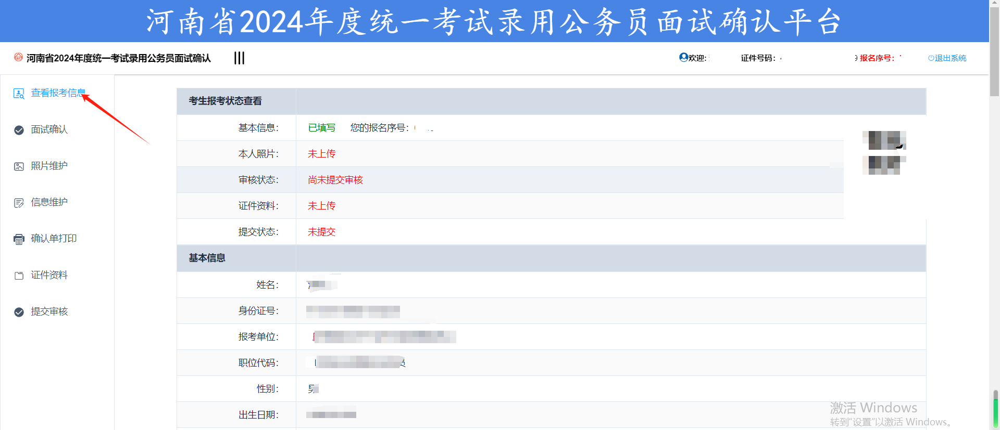 河南省2024年度统一考试录用公务员面试确认平台
河南省2024年度统一考试录用公务员面试确认
欢迎:
证件号码:
9 报名序号:
退出系统
查看报考信息
面试确认
照片维护
信息维护
确认单打印
证件资料
提交审核
考生报考状态查看
基本信息: 已填写 您的报名序号:
本人照片: 未上传
审核状态: 尚未提交审核
证件资料: 未上传
提交状态: 未提交
基本信息
姓名:
身份证号:
报考单位:
职位代码: 员
性别: 男
出生日期:
激活 Windows
转到“设置”以激活 Windows。